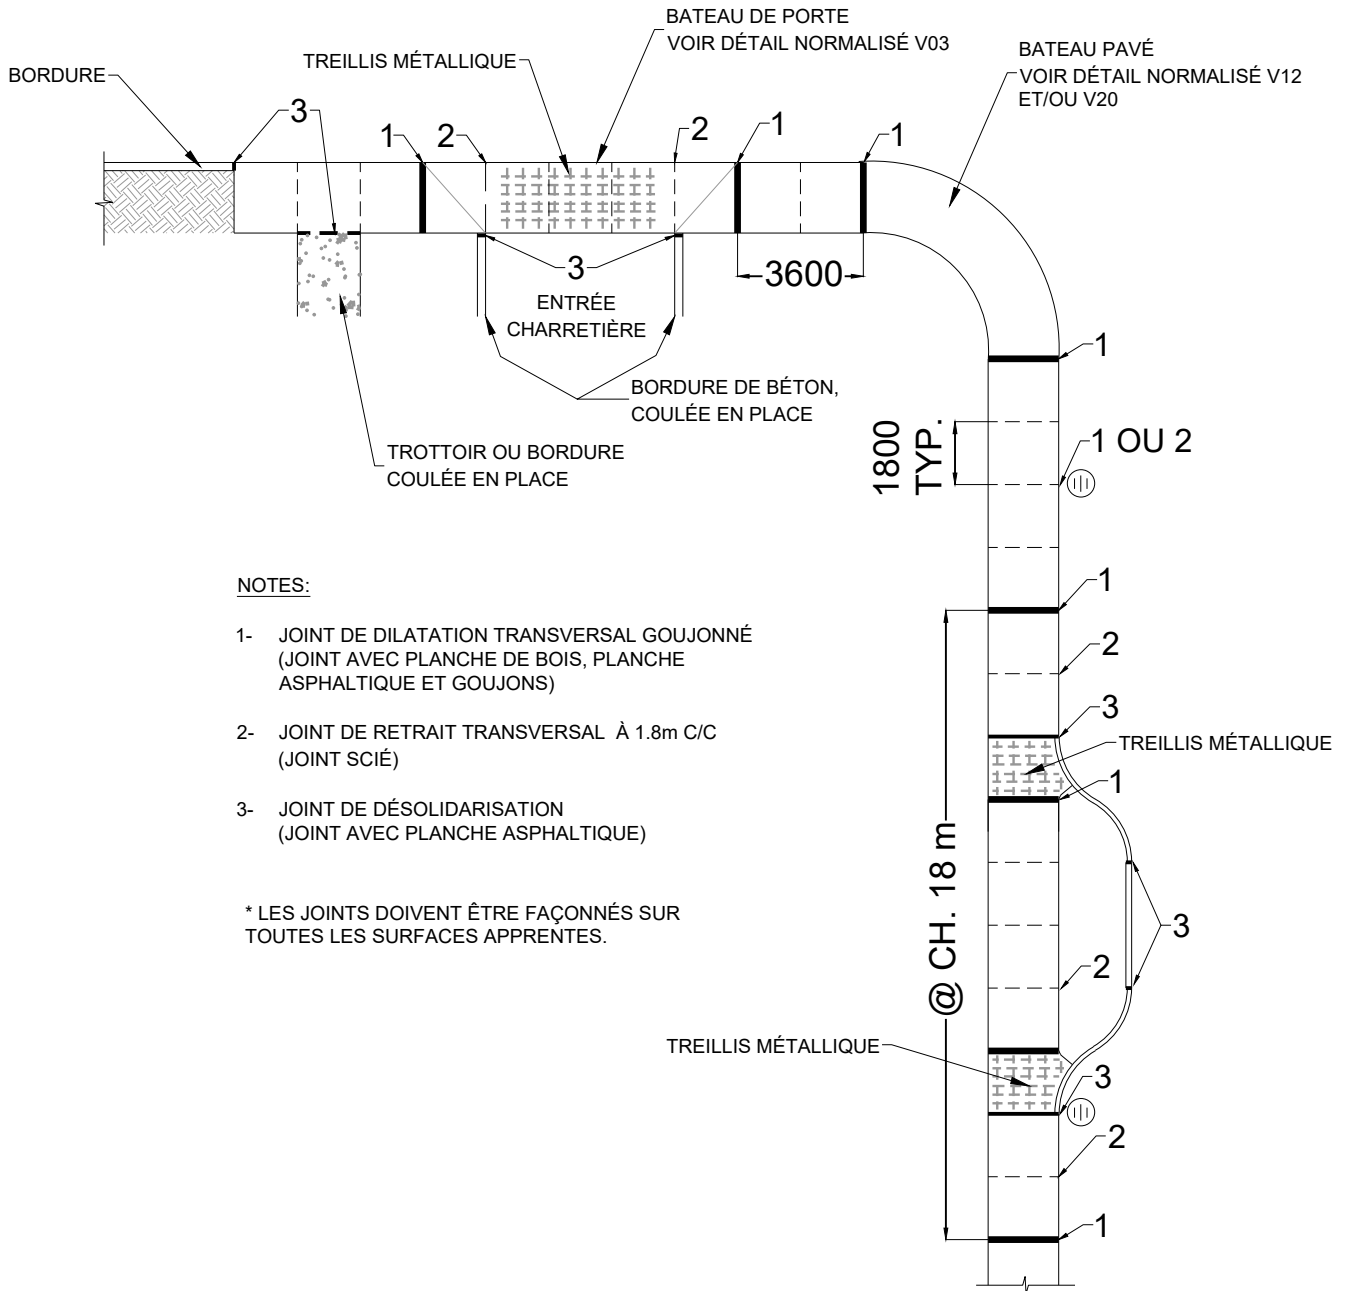 BATEAU DE PORTE
VOIR DÉTAIL NORMALISÉ V03
TREILLIS MÉTALLIQUE
BORDURE
BATEAU PAVÉ
VOIR DÉTAIL NORMALISÉ V12
ET/OU V20
3
1
2
2
1
1
3
ENTRÉE
CHARRETIÈRE
3600
BORDURE DE BÉTON,
COULÉE EN PLACE
TROTTOIR OU BORDURE
COULÉE EN PLACE
1
1800
TYP.
1 OU 2
1
2
3
TREILLIS MÉTALLIQUE
1
@ CH. 18 m
3
2
TREILLIS MÉTALLIQUE
3
2
1
NOTES:
1- JOINT DE DILATATION TRANSVERSAL GOUJONNÉ
(JOINT AVEC PLANCHE DE BOIS, PLANCHE
ASPHALTIQUE ET GOUJONS)
2- JOINT DE RETRAIT TRANSVERSAL À 1.8m C/C
(JOINT SCIÉ)
3- JOINT DE DÉSOLIDARISATION
(JOINT AVEC PLANCHE ASPHALTIQUE)
* LES JOINTS DOIVENT ÊTRE FAÇONNÉS SUR
TOUTES LES SURFACES APPRENTES.